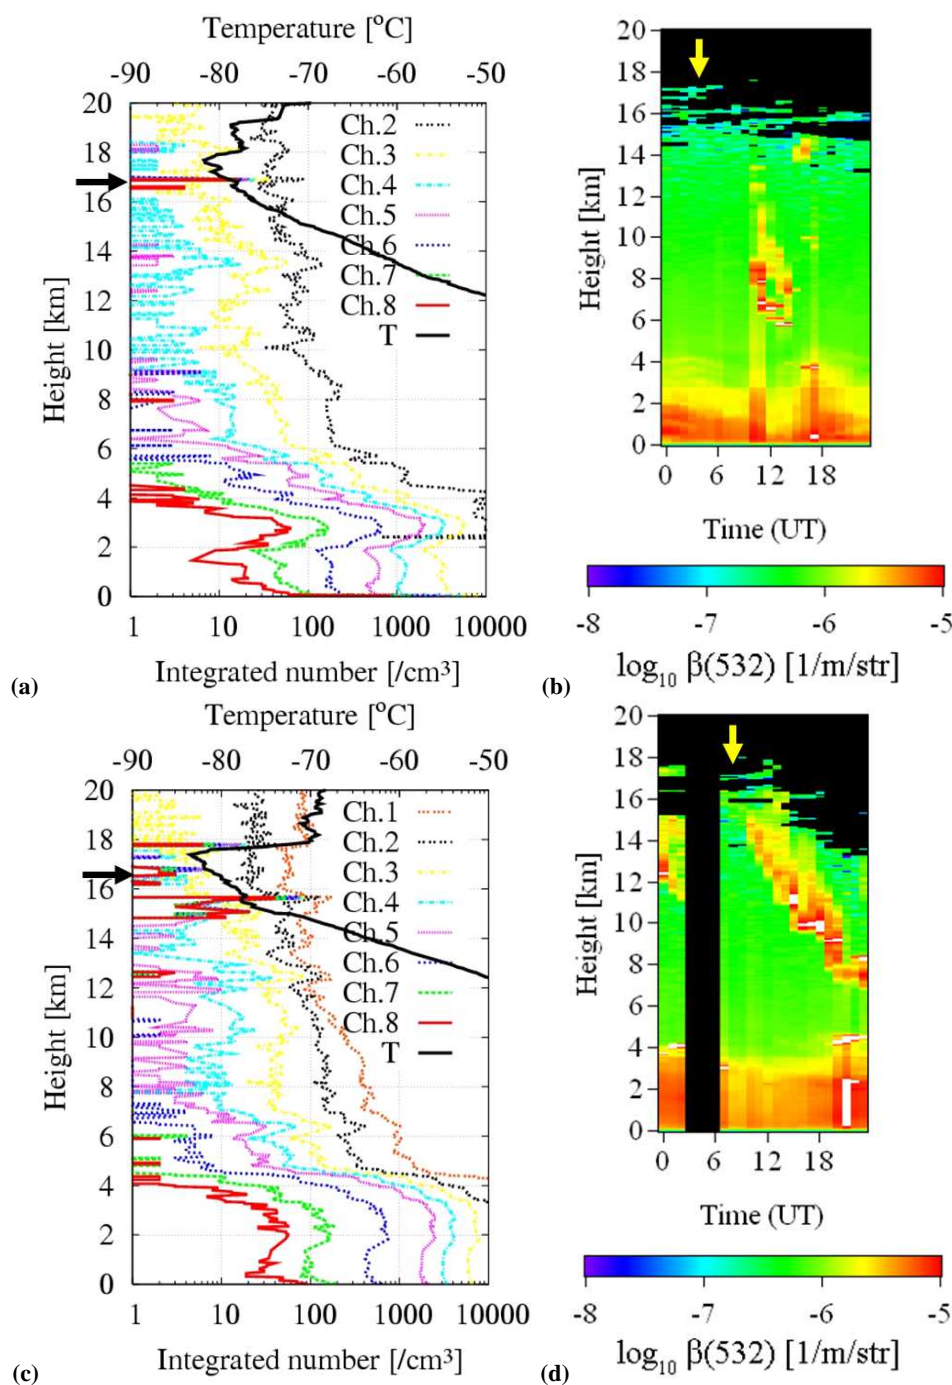 Temperature [°C]
-90 -80 -70 -60 -50
20
18
16
14
12
10
8
6
4
2
0
Height [km]
Ch.2
Ch.3
Ch.4
Ch.5
Ch.6
Ch.7
Ch.8
T
1 10 100 1000 10000
Integrated number [/cm³]
(a)
20
18
16
14
12
10
8
6
4
2
0
Height [km]
0 6 12 18
Time (UT)
-8 -7 -6 -5
log₁₀ β(532) [1/m/str]
(b)
Temperature [°C]
-90 -80 -70 -60 -50
20
18
16
14
12
10
8
6
4
2
0
Height [km]
Ch.1
Ch.2
Ch.3
Ch.4
Ch.5
Ch.6
Ch.7
Ch.8
T
1 10 100 1000 10000
Integrated number [/cm³]
(c)
20
18
16
14
12
10
8
6
4
2
0
Height [km]
0 6 12 18
Time (UT)
-8 -7 -6 -5
log₁₀ β(532) [1/m/str]
(d)